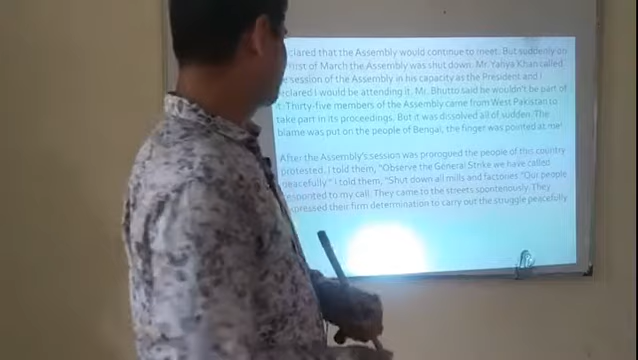 clared that the Assembly would continue to meet. But suddenly on
irst of March the Assembly was shut down. Mr. Yahya Khan called
session of the Assembly in his capacity as the President and I
clared I would be attending it. Mr. Bhutto said he wouldn't be part of
t. Thirty-five members of the Assembly came from West Pakistan to
take part in its proceedings. But it was dissolved all of sudden. The
blame was put on the people of Bengal, the finger was pointed at me!
After the Assembly's session was prorogued the people of this country
protested. I told them, "Observe the General Strike we have called
peacefully." I told them, "Shut down all mills and factories "Our people
responted to my call. They came to the streets sponteriously. They
xpressed their firm determination to carry out the struggle peacefully